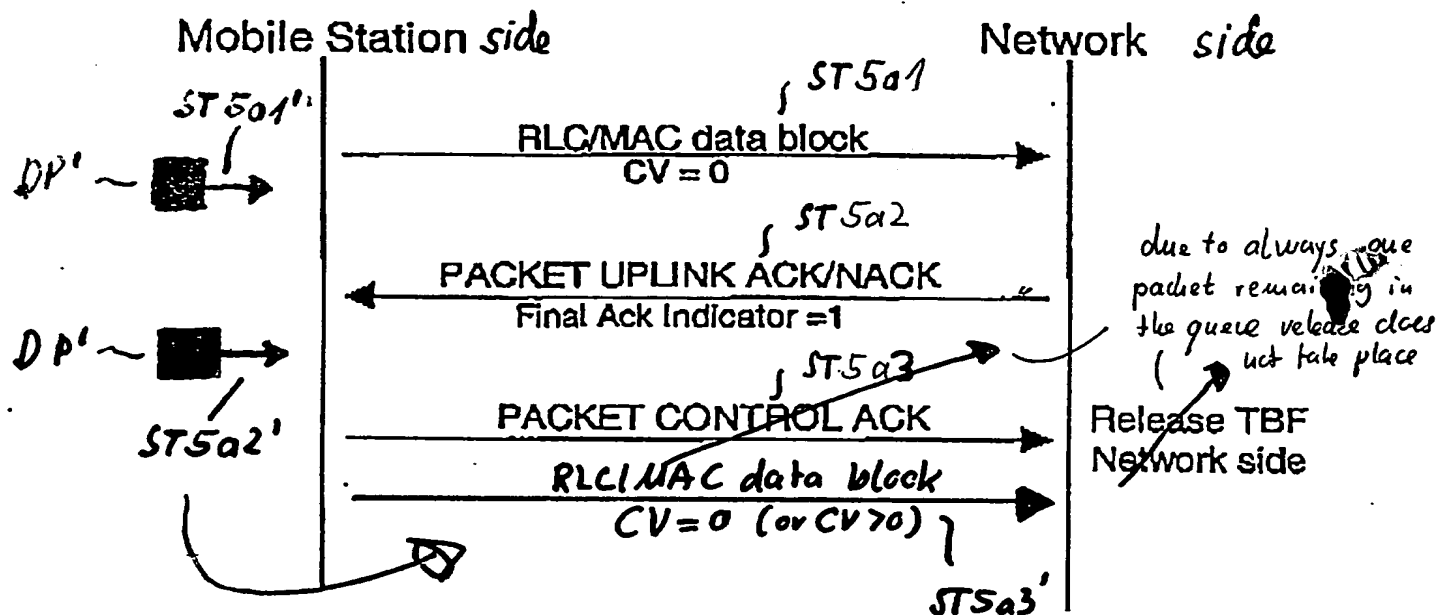 Mobile Station side
Network side
ST5a1
ST5a1'
RLC/MAC data block
CV = 0
DP'
ST5a2
PACKET UPLINK ACK/NACK
Final Ack Indicator =1
due to always one
packet remaining in
the queue release does
not take place
DP'
ST5a3
PACKET CONTROL ACK
Release TBF
Network side
ST5a2'
RLC/MAC data block
CV = 0 (or CV > 0)
ST5a3'